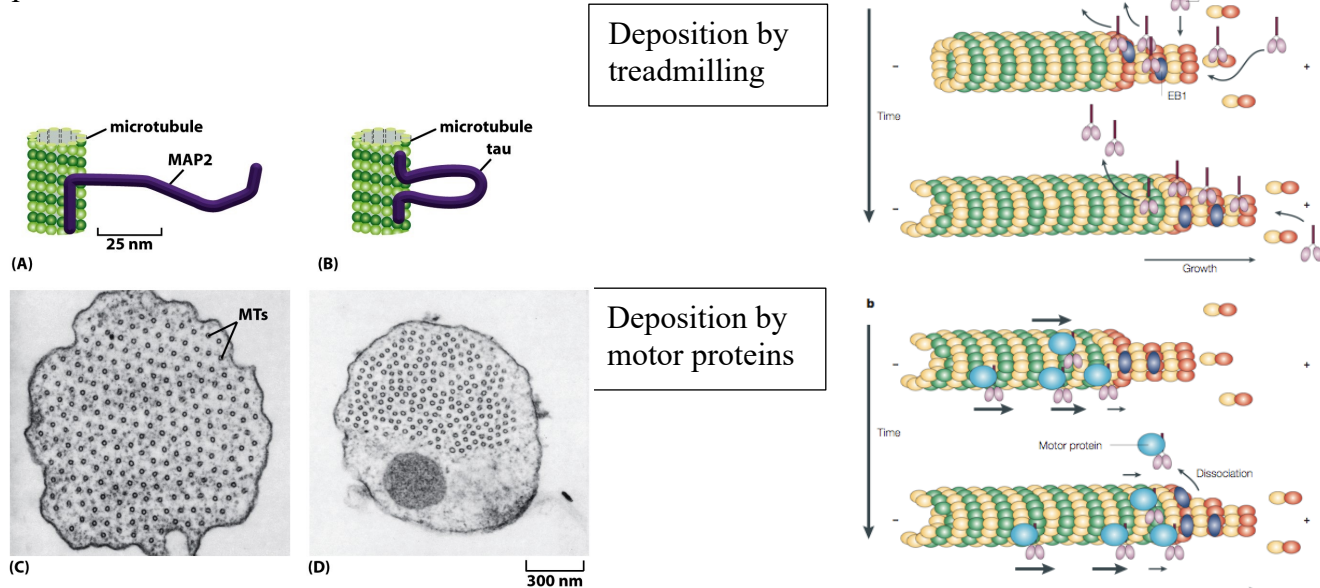 microtubule
MAP2
25 nm
(A)
microtubule
tau
(B)
MTs
(C)
(D)
300 nm
Deposition by
treadmilling
Deposition by
motor proteins
–
+
EB1
Time
–
+
Growth
b
–
+
Time
Motor protein
Dissociation
–
+